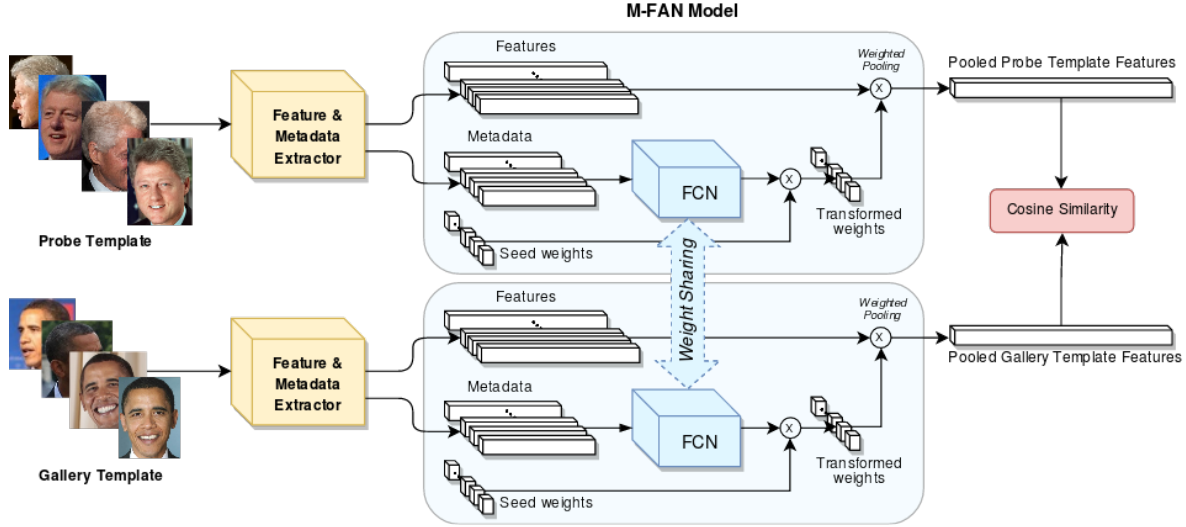 M-FAN Model
Features
Weighted
Pooling
Pooled Probe Template Features
Feature &
Metadata
Extractor
Metadata
FCN
Cosine Similarity
Transformed
weights
Probe Template
Seed weights
Weight Sharing
Features
Weighted
Pooling
Pooled Gallery Template Features
Feature &
Metadata
Extractor
Metadata
FCN
Transformed
weights
Gallery Template
Seed weights
X
X
X
X